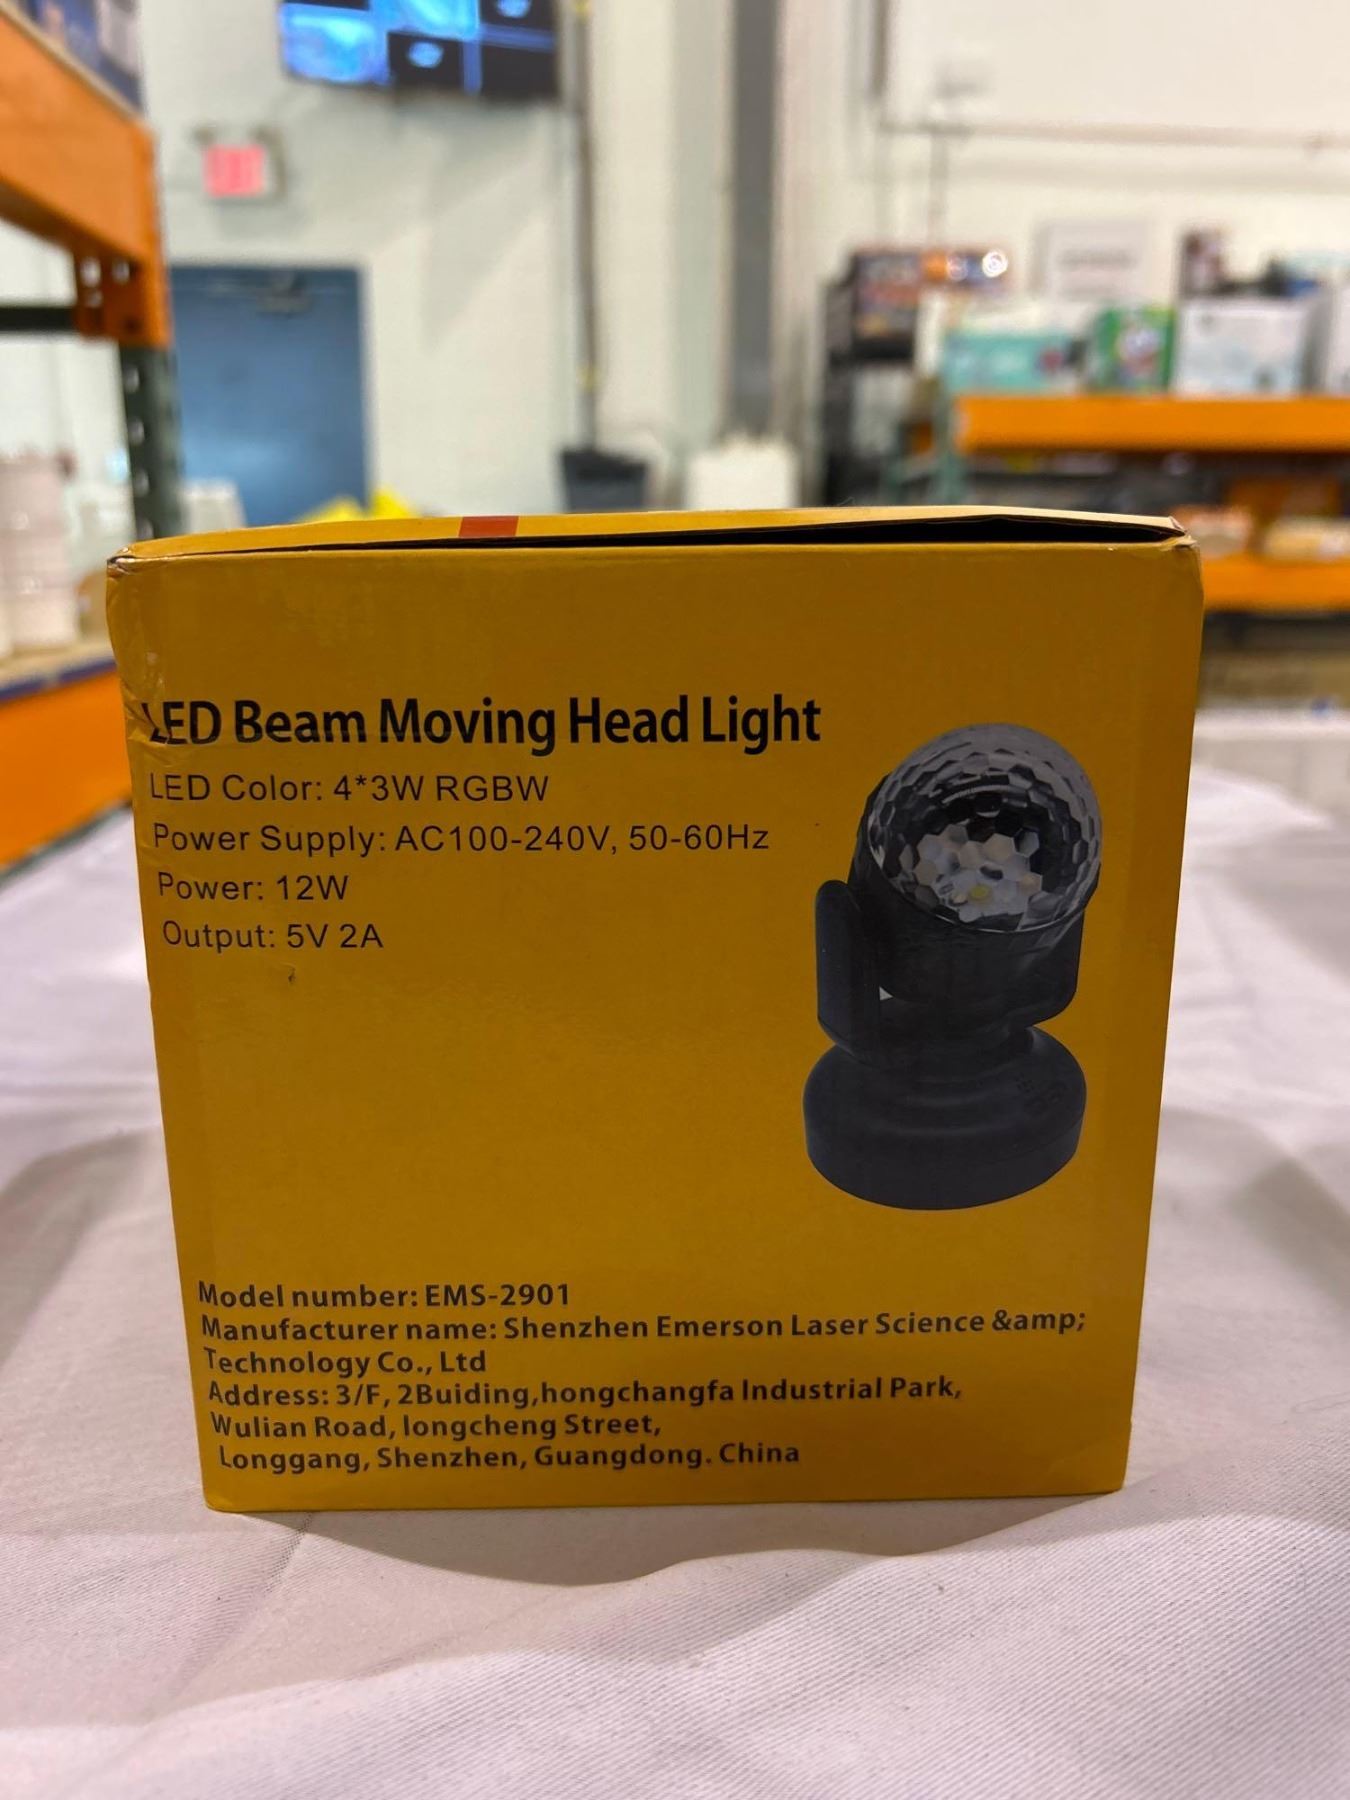 LED Beam Moving Head Light
LED Color: 4*3W RGBW
Power Supply: AC100-240V, 50-60Hz
Power: 12W
Output: 5V 2A
Model number: EMS-2901
Manufacturer name: Shenzhen Emerson Laser Science &amp;
Technology Co., Ltd
Address: 3/F, 2Buiding,hongchangfa Industrial Park,
Wulian Road, longcheng Street,
Longgang, Shenzhen, Guangdong. China